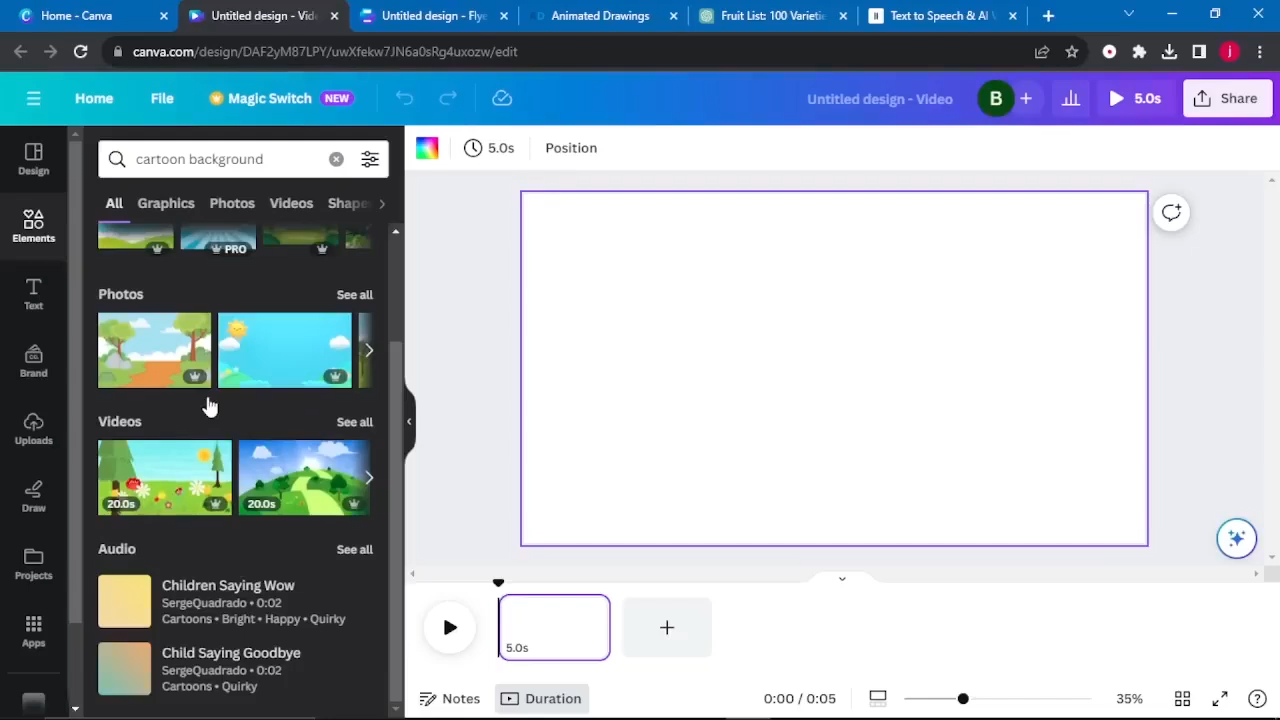 Home - Canva
Untitled design - Vide
Untitled design - Flye
Animated Drawings
Fruit List: 100 Varietie
Text to Speech & AI V
canva.com/design/DAF2yM87LPY/uwXfekw7JN6a0sRg4uxozw/edit
j
Home
File
Magic Switch
NEW
Untitled design - Video
B
5.0s
Share
Design
Elements
Text
Brand
Uploads
Draw
Projects
Apps
cartoon background
All
Graphics
Photos
Videos
Shape
PRO
Photos
See all
Videos
See all
20.0s
20.0s
Audio
See all
Children Saying Wow
SergeQuadrado • 0:02
Cartoons • Bright • Happy • Quirky
Child Saying Goodbye
SergeQuadrado • 0:02
Cartoons • Quirky
5.0s
Position
5.0s
Notes
Duration
0:00 / 0:05
35%